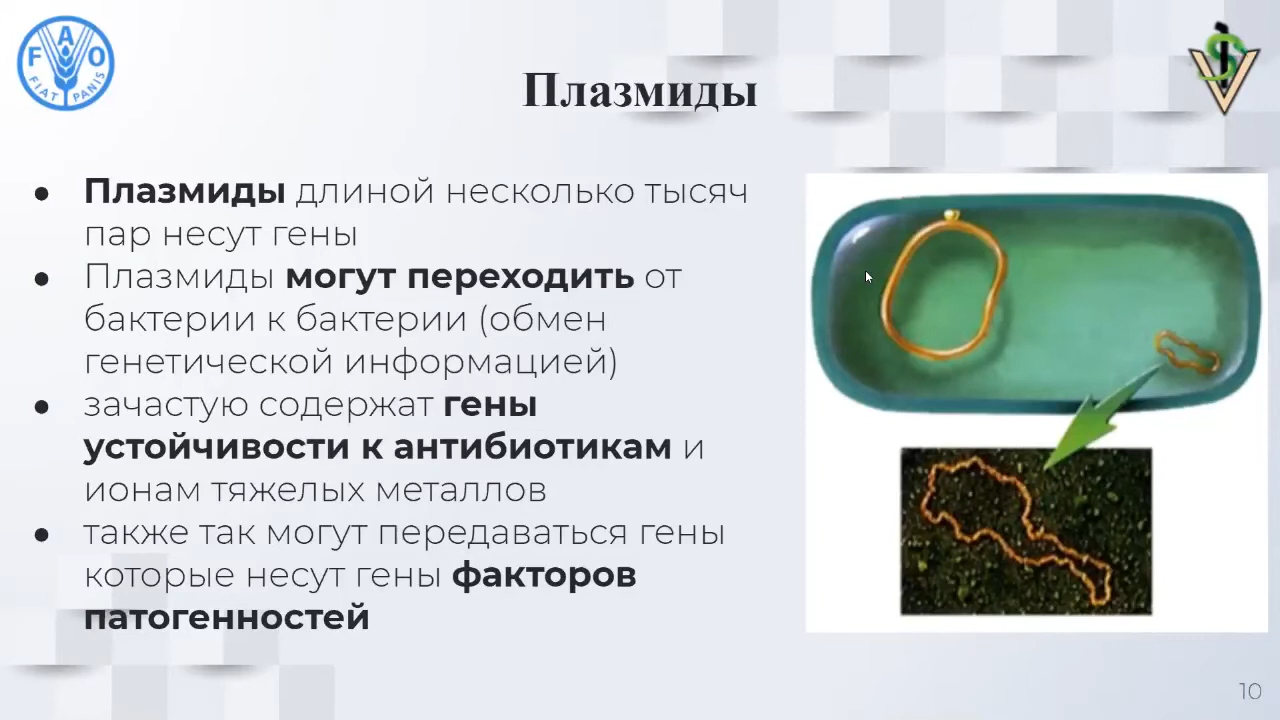 FAO
FIAT PANIS
Плазмиды
● Плазмиды длиной несколько тысяч
пар несут гены
● Плазмиды могут переходить от
бактерии к бактерии (обмен
генетической информацией)
● зачастую содержат гены
устойчивости к антибиотикам и
ионам тяжелых металлов
● также так могут передаваться гены
которые несут гены факторов
патогенностей
10